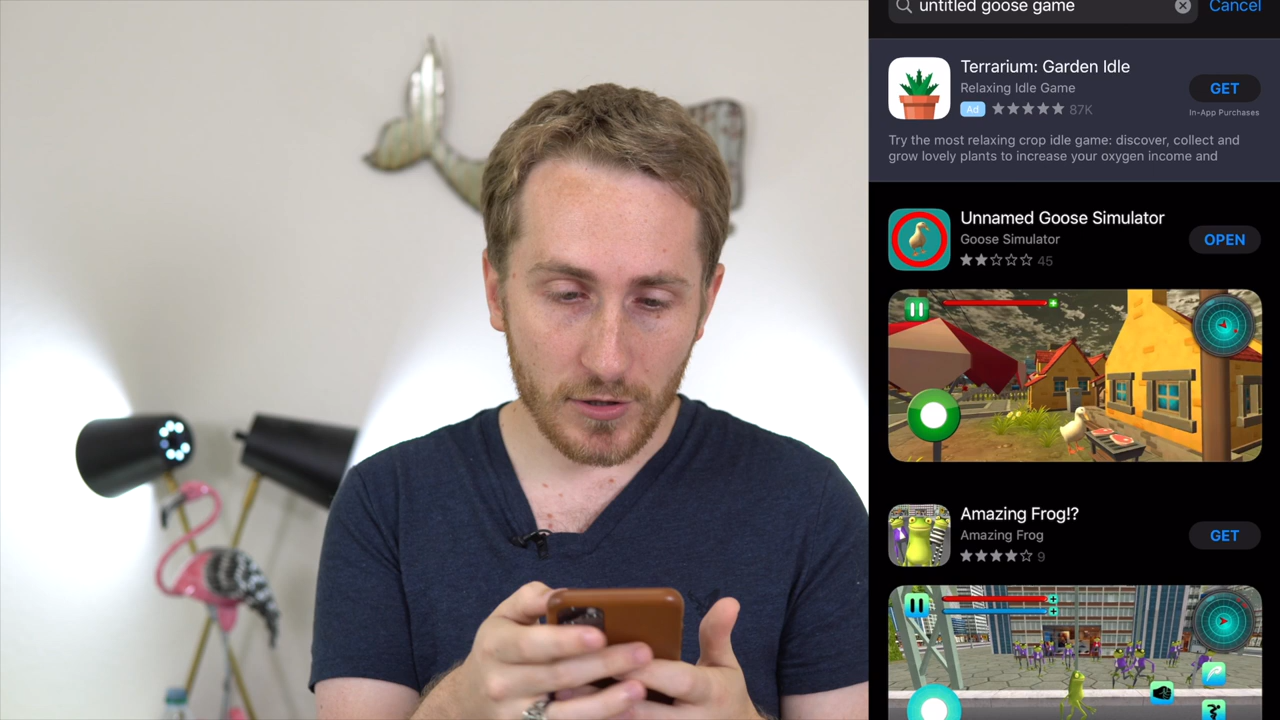 untitled goose game
Cancel
Terrarium: Garden Idle
Relaxing Idle Game
GET
Ad
87K
In-App Purchases
Try the most relaxing crop idle game: discover, collect and
grow lovely plants to increase your oxygen income and
Unnamed Goose Simulator
Goose Simulator
OPEN
45
Amazing Frog!?
Amazing Frog
GET
9